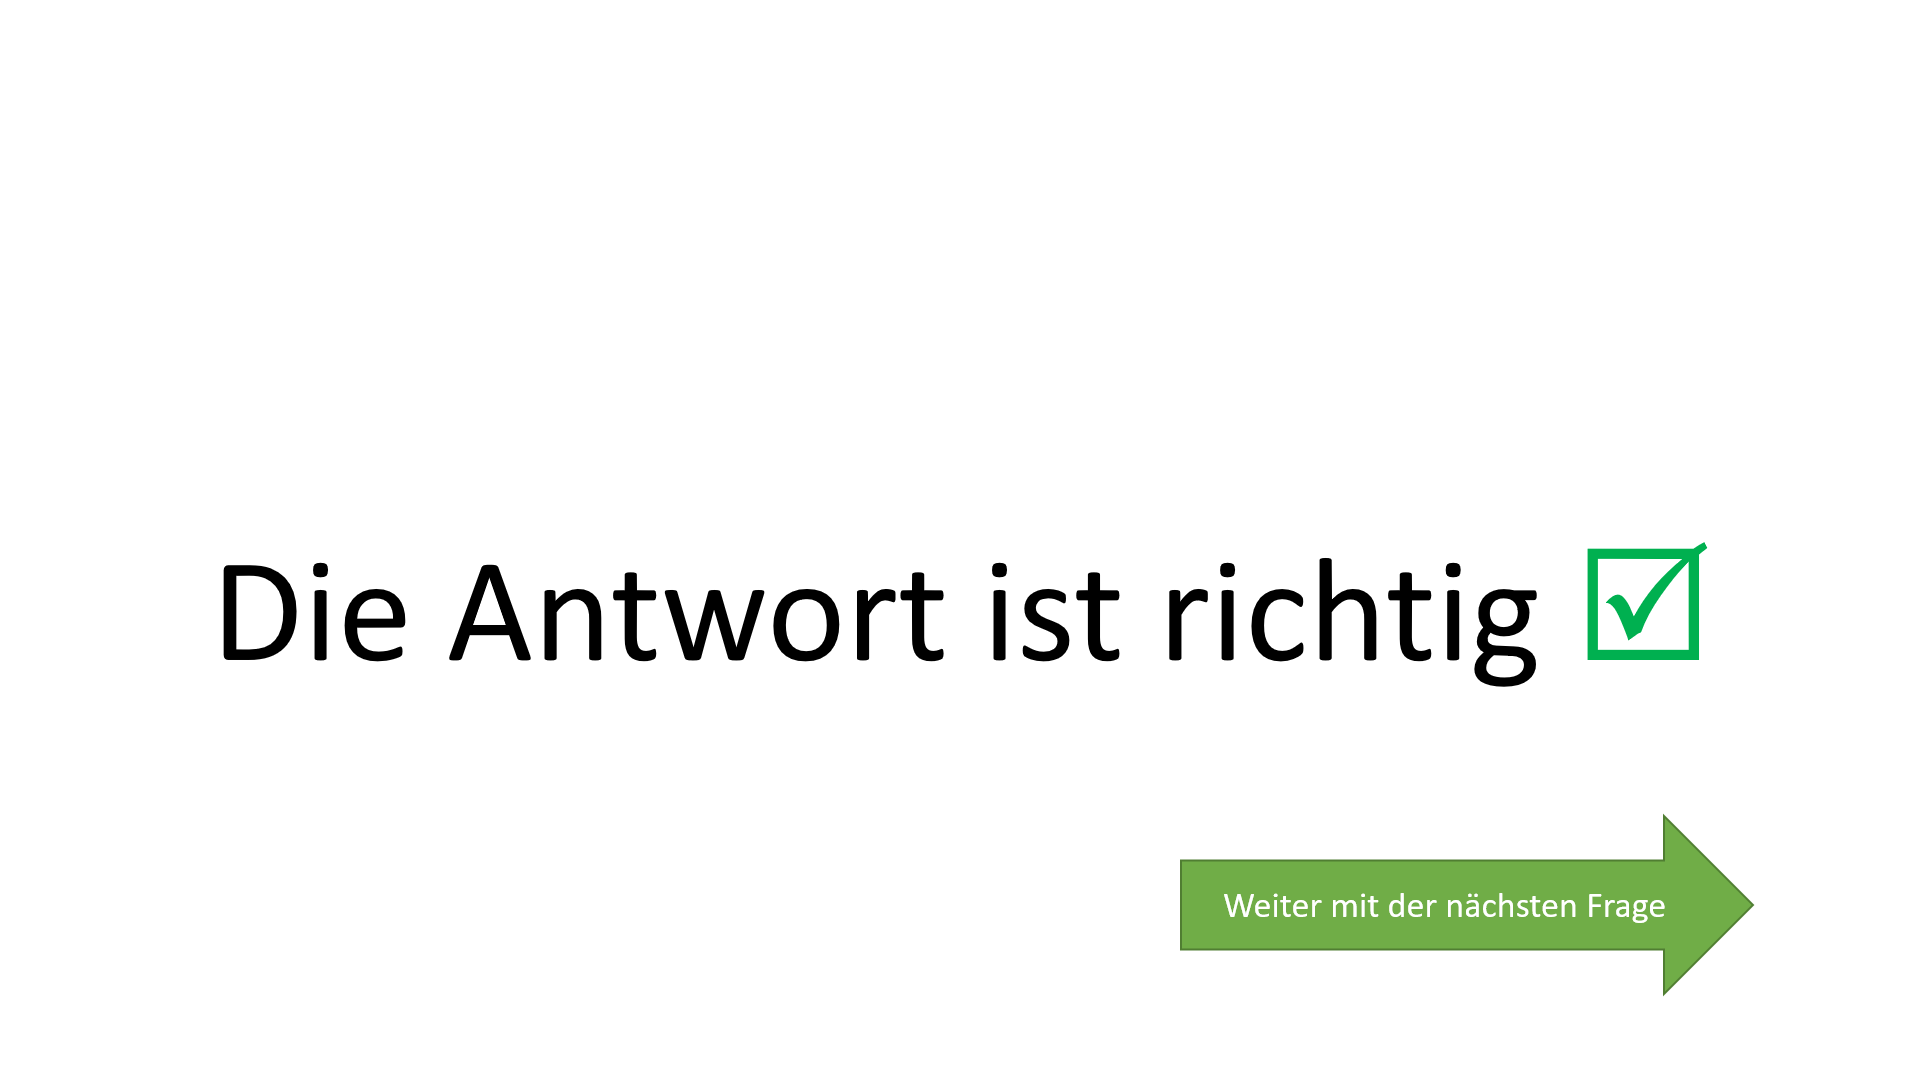 Die Antwort ist richtig ☑
Weiter mit der nächsten Frage